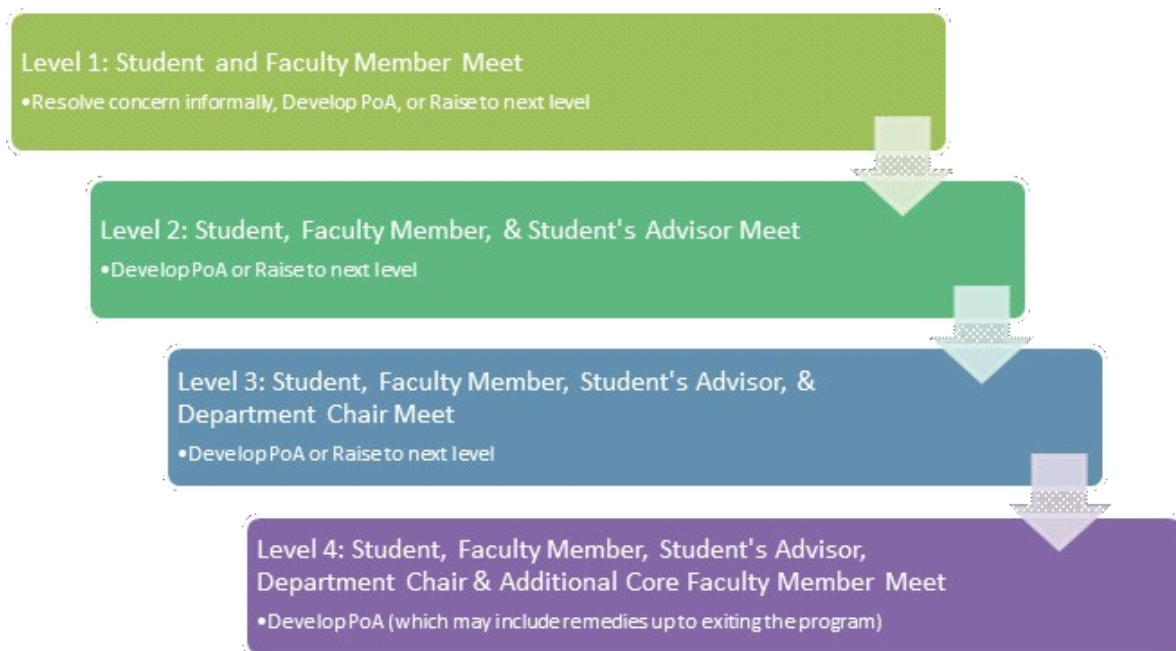 Level 1: Student and Faculty Member Meet
•Resolve concern informally, Develop PoA, or Raise to next level
Level 2: Student, Faculty Member, & Student's Advisor Meet
•Develop PoA or Raise to next level
Level 3: Student, Faculty Member, Student's Advisor, &
Department Chair Meet
•Develop PoA or Raise to next level
Level 4: Student, Faculty Member, Student's Advisor,
Department Chair & Additional Core Faculty Member Meet
•Develop PoA (which may include remedies up to exiting the program)